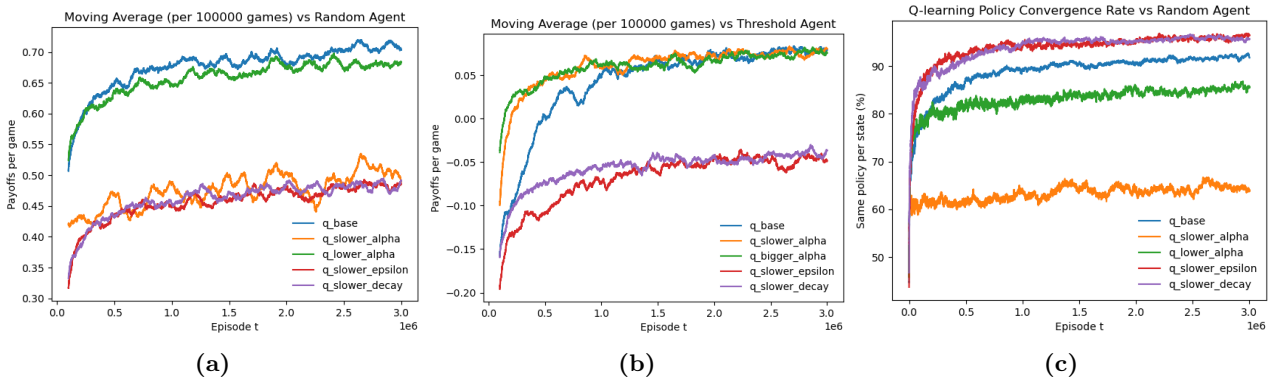 Moving Average (per 100000 games) vs Random Agent
Payoffs per game
0.70
0.65
0.60
0.55
0.50
0.45
0.40
0.35
0.30
q_base
q_slower_alpha
q_lower_alpha
q_slower_epsilon
q_slower_decay
0.0 0.5 1.0 1.5 2.0 2.5 3.0
1e6
Episode t
(a)
Moving Average (per 100000 games) vs Threshold Agent
Payoffs per game
0.05
0.00
−0.05
−0.10
−0.15
−0.20
q_base
q_slower_alpha
q_bigger_alpha
q_slower_epsilon
q_slower_decay
0.0 0.5 1.0 1.5 2.0 2.5 3.0
1e6
Episode t
(b)
Q-learning Policy Convergence Rate vs Random Agent
Same policy per state (%)
90
80
70
60
50
q_base
q_slower_alpha
q_lower_alpha
q_slower_epsilon
q_slower_decay
0.0 0.5 1.0 1.5 2.0 2.5 3.0
1e6
Episode t
(c)